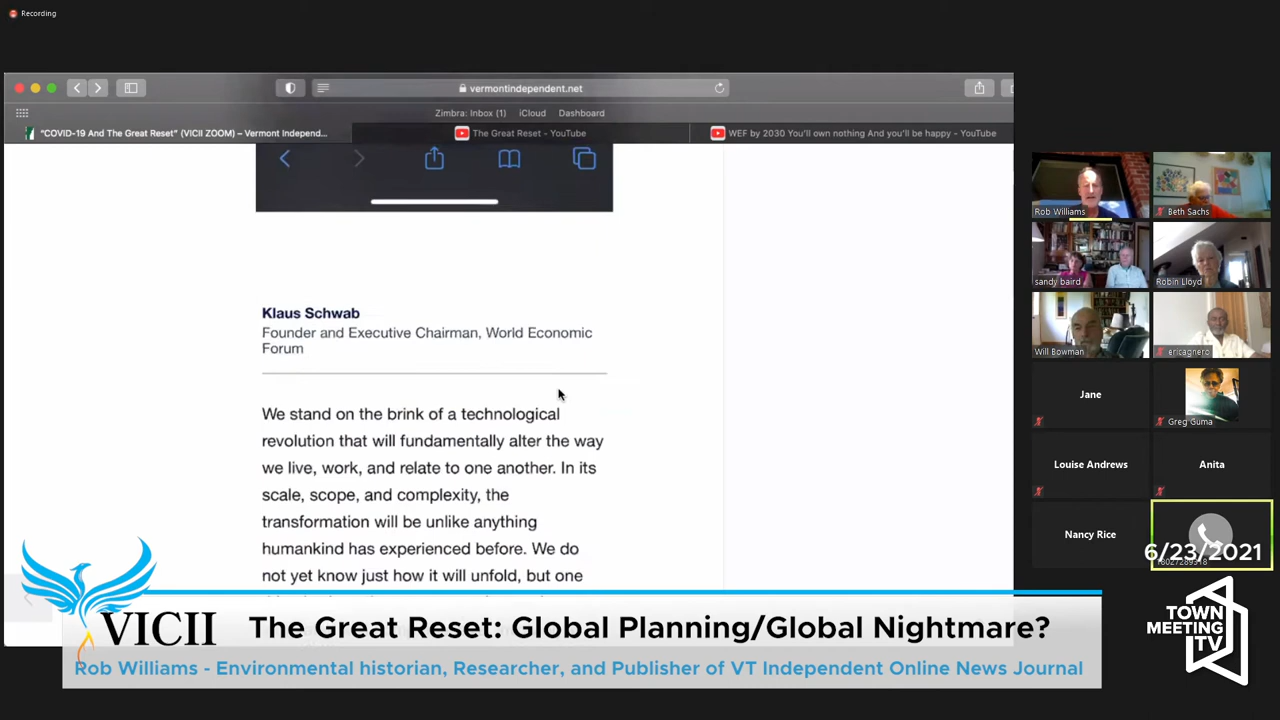 Recording
vermontindependent.net
Zimbra: Inbox (1) iCloud Dashboard
"COVID-19 And The Great Reset" (VICII ZOOM) – Vermont Independ...
The Great Reset - YouTube
WEF by 2030 You'll own nothing And you'll be happy - YouTube
Klaus Schwab
Founder and Executive Chairman, World Economic
Forum
We stand on the brink of a technological
revolution that will fundamentally alter the way
we live, work, and relate to one another. In its
scale, scope, and complexity, the
transformation will be unlike anything
humankind has experienced before. We do
not yet know just how it will unfold, but one
Rob Williams
Beth Sachs
sandy baird
Robin Lloyd
Will Bowman
ericagnero
Jane
Greg Guma
Louise Andrews
Anita
Nancy Rice
6/23/2021
VICII
The Great Reset: Global Planning/Global Nightmare?
Rob Williams - Environmental historian, Researcher, and Publisher of VT Independent Online News Journal
TOWN
MEETING
TV